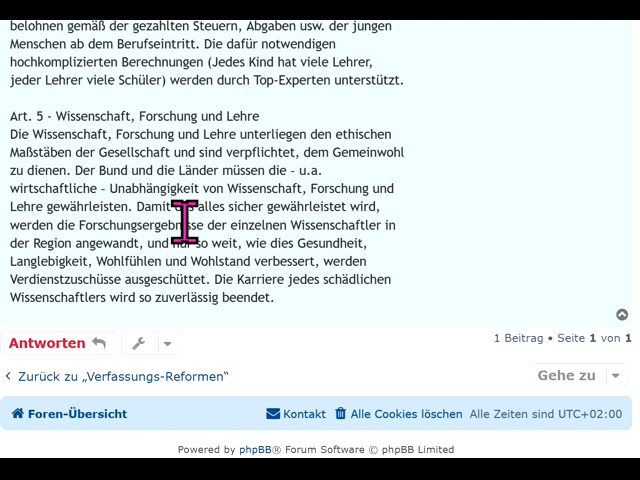 belohnen gemäß der gezahlten Steuern, Abgaben usw. der jungen
Menschen ab dem Berufseintritt. Die dafür notwendigen
hochkomplizierten Berechnungen (Jedes Kind hat viele Lehrer,
jeder Lehrer viele Schüler) werden durch Top-Experten unterstützt.
Art. 5 - Wissenschaft, Forschung und Lehre
Die Wissenschaft, Forschung und Lehre unterliegen den ethischen
Maßstäben der Gesellschaft und sind verpflichtet, dem Gemeinwohl
zu dienen. Der Bund und die Länder müssen die - u.a.
wirtschaftliche - Unabhängigkeit von Wissenschaft, Forschung und
Lehre gewährleisten. Damit das alles sicher gewährleistet wird,
werden die Forschungsergebnisse der einzelnen Wissenschaftler in
der Region angewandt, und nur so weit, wie dies Gesundheit,
Langlebigkeit, Wohlfühlen und Wohlstand verbessert, werden
Verdienstzuschüsse ausgeschüttet. Die Karriere jedes schädlichen
Wissenschaftlers wird so zuverlässig beendet.
Antworten
1 Beitrag • Seite 1 von 1
Zurück zu „Verfassungs-Reformen“
Gehe zu
Foren-Übersicht Kontakt Alle Cookies löschen Alle Zeiten sind UTC+02:00
Powered by phpBB® Forum Software © phpBB Limited